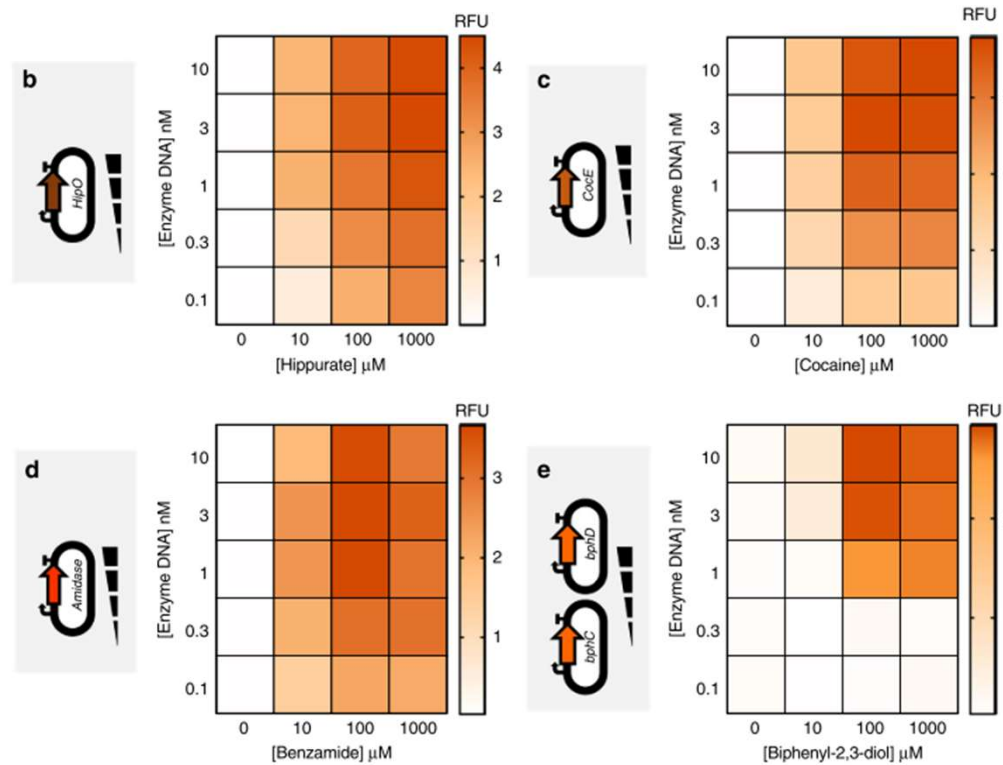 b
HipO
RFU
[Enzyme DNA] nM
10
3
1
0.3
0.1
0 10 100 1000
[Hippurate] μM
4
3
2
1
c
CocE
RFU
[Enzyme DNA] nM
10
3
1
0.3
0.1
0 10 100 1000
[Cocaine] μM
d
Amidase
RFU
[Enzyme DNA] nM
10
3
1
0.3
0.1
0 10 100 1000
[Benzamide] μM
3
2
1
e
bphD
bphC
RFU
[Enzyme DNA] nM
10
3
1
0.3
0.1
0 10 100 1000
[Biphenyl-2,3-diol] μM